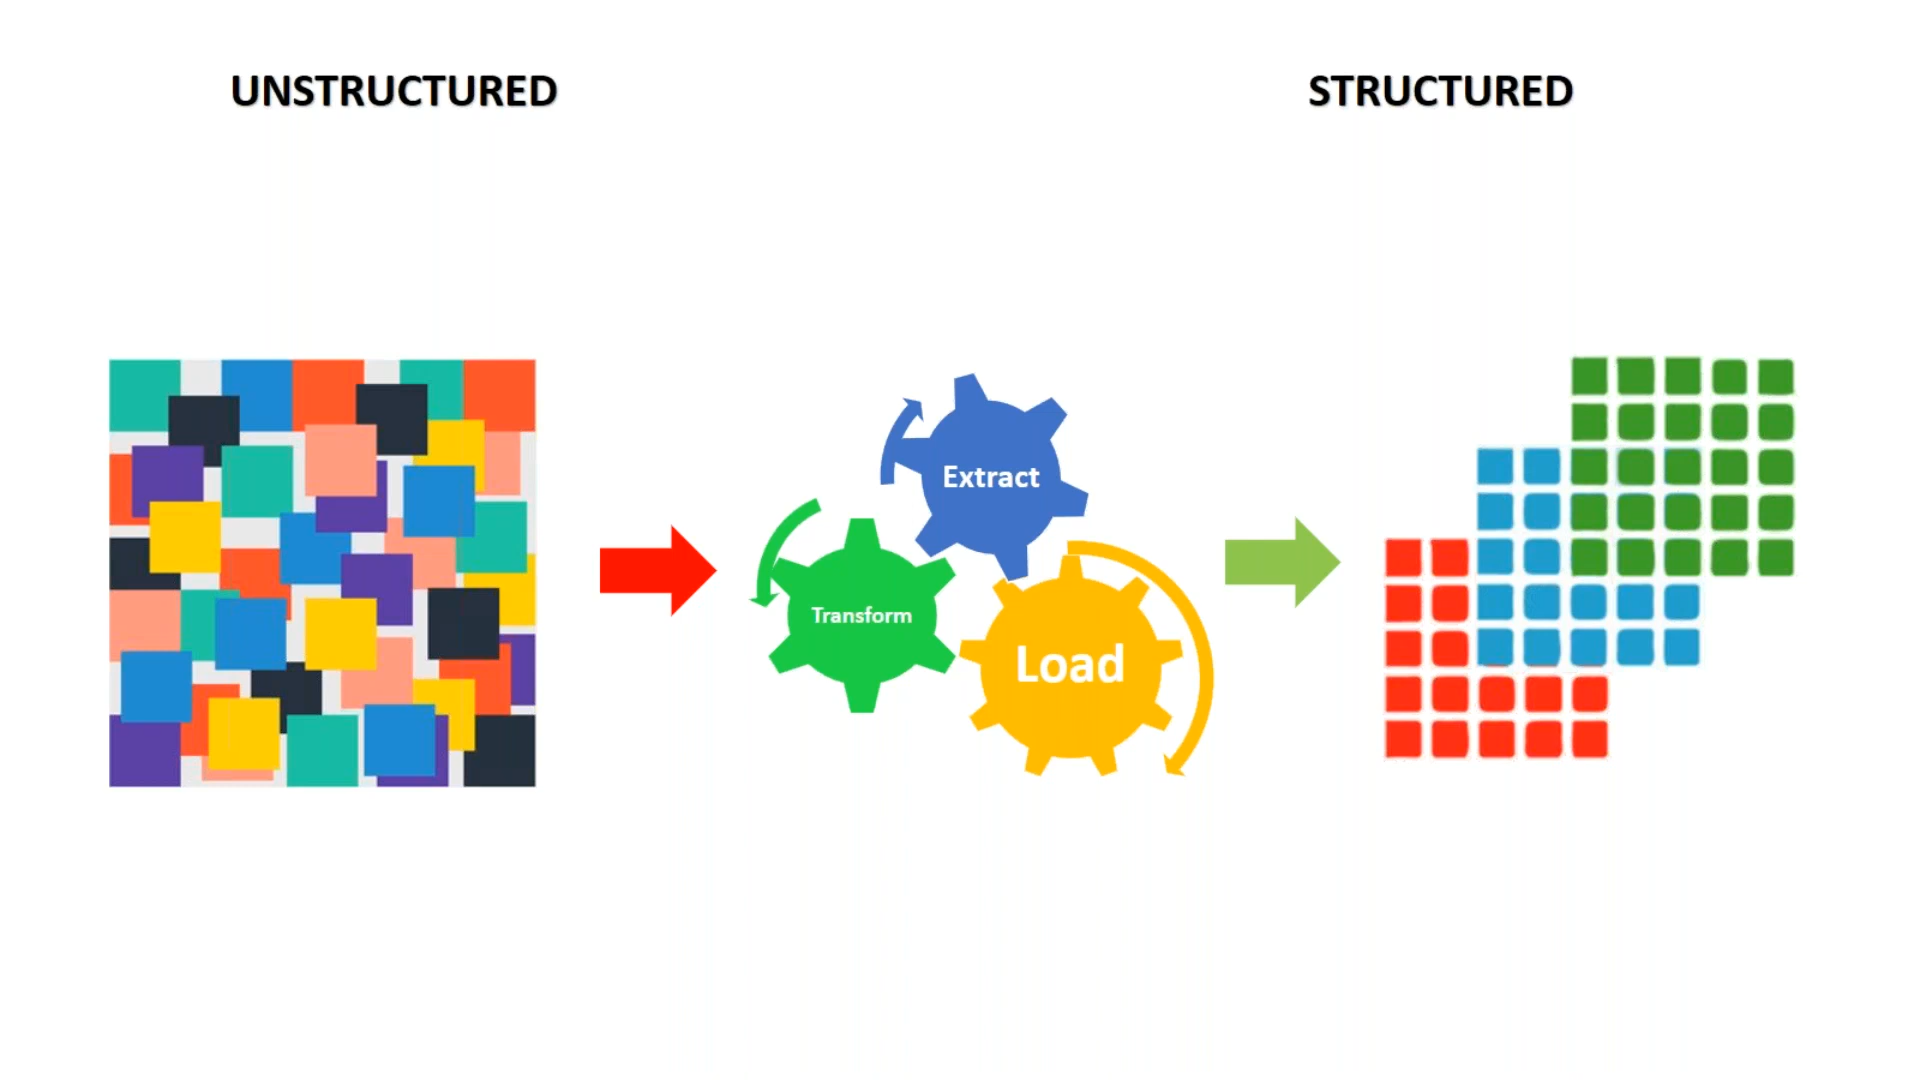 UNSTRUCTURED
STRUCTURED
Extract
Transform
Load